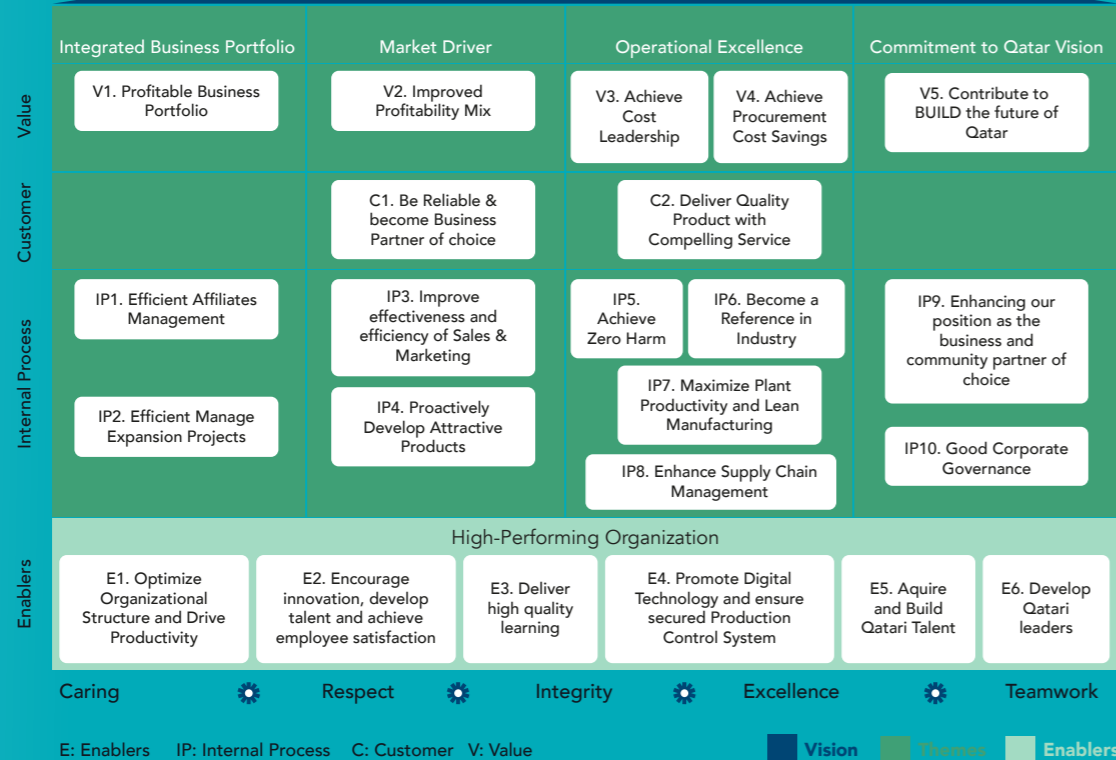 Integrated Business Portfolio
Market Driver
Operational Excellence
Commitment to Qatar Vision
Value
V1. Profitable Business
Portfolio
V2. Improved
Profitability Mix
V3. Achieve
Cost
Leadership
V4. Achieve
Procurement
Cost Savings
V5. Contribute to
BUILD the future of
Qatar
Customer
C1. Be Reliable &
become Business
Partner of choice
C2. Deliver Quality
Product with
Compelling Service
Internal Process
IP1. Efficient Affiliates
Management
IP2. Efficient Manage
Expansion Projects
IP3. Improve
effectiveness and
efficiency of Sales &
Marketing
IP4. Proactively
Develop Attractive
Products
IP5.
Achieve
Zero Harm
IP6. Become a
Reference in
Industry
IP7. Maximize Plant
Productivity and Lean
Manufacturing
IP8. Enhance Supply Chain
Management
IP9. Enhancing our
position as the
business and
community partner of
choice
IP10. Good Corporate
Governance
Enablers
High-Performing Organization
E1. Optimize
Organizational
Structure and Drive
Productivity
E2. Encourage
innovation, develop
talent and achieve
employee satisfaction
E3. Deliver
high quality
learning
E4. Promote Digital
Technology and ensure
secured Production
Control System
E5. Aquire
and Build
Qatari Talent
E6. Develop
Qatari
leaders
Caring
Respect
Integrity
Excellence
Teamwork
E: Enablers IP: Internal Process C: Customer V: Value
Vision
Themes
Enablers